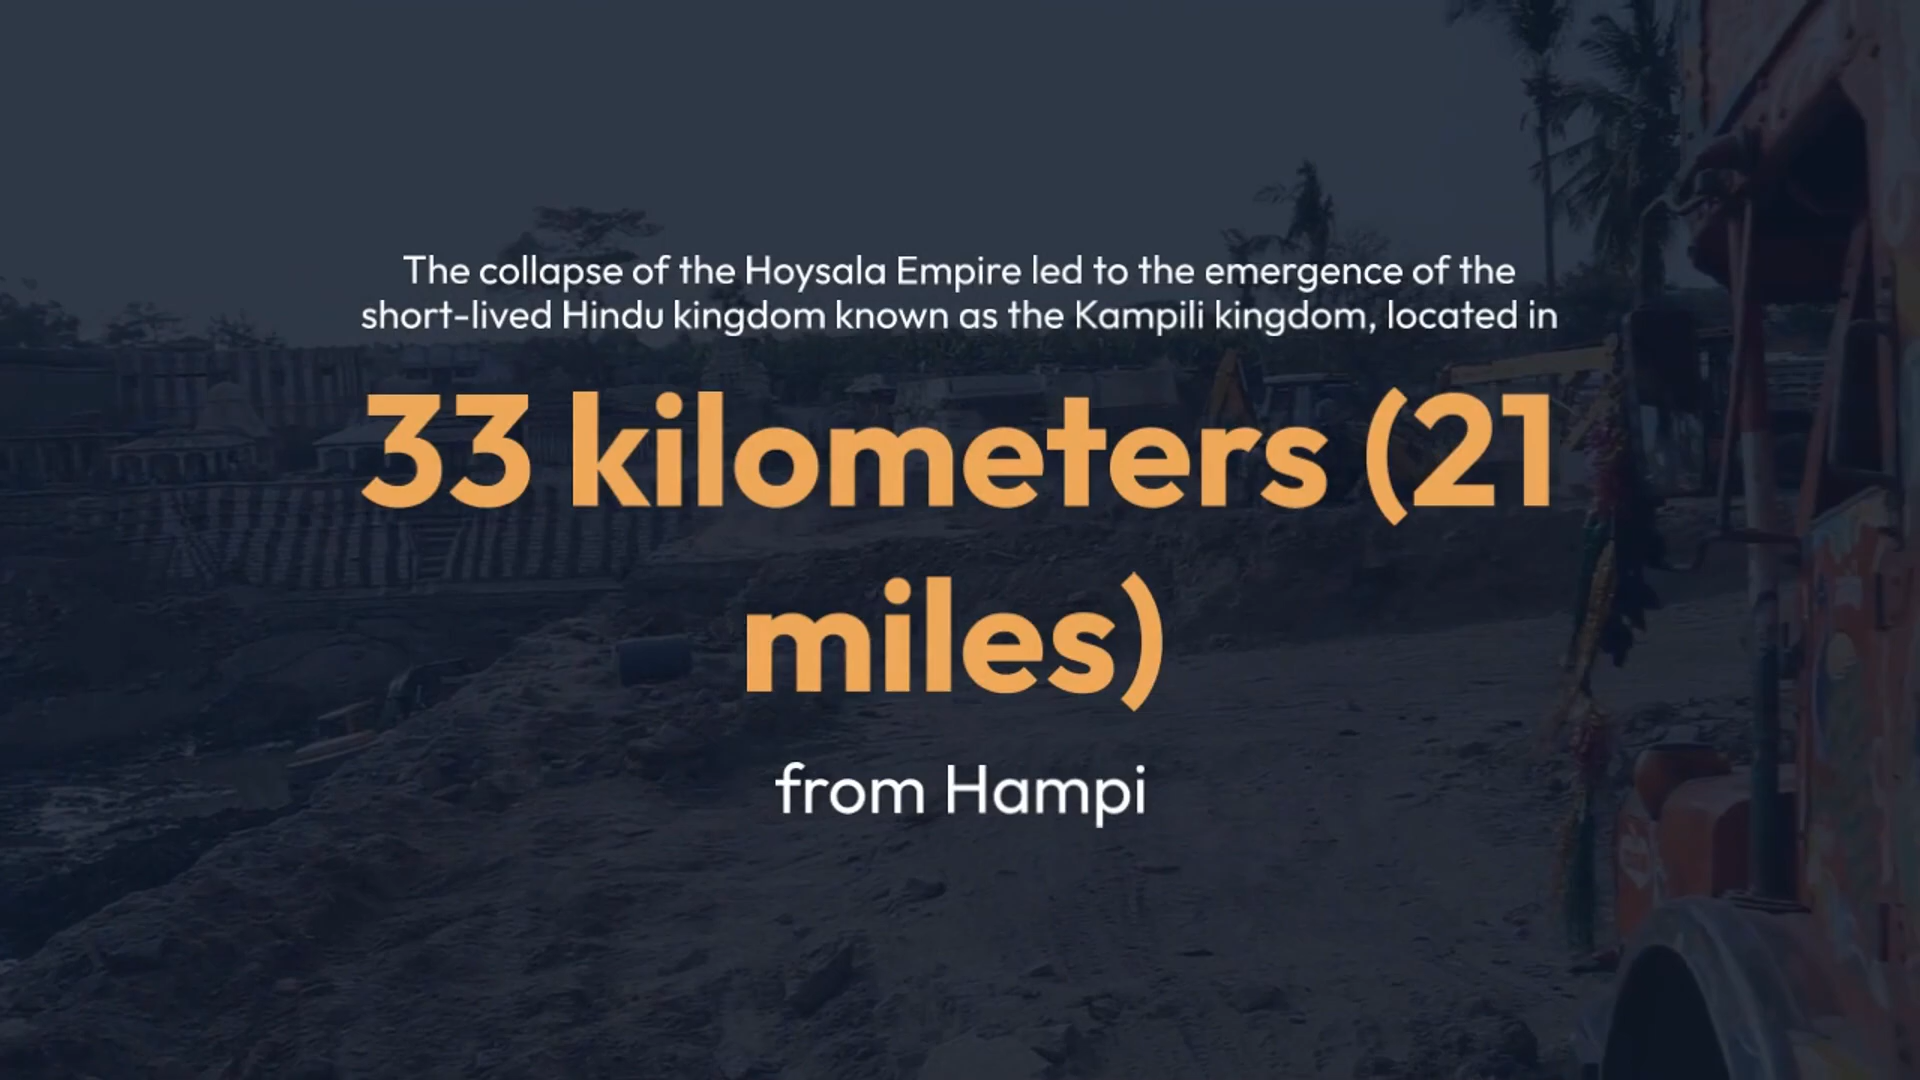 The collapse of the Hoysala Empire led to the emergence of the
short-lived Hindu kingdom known as the Kampili kingdom, located in
33 kilometers (21
miles)
from Hampi